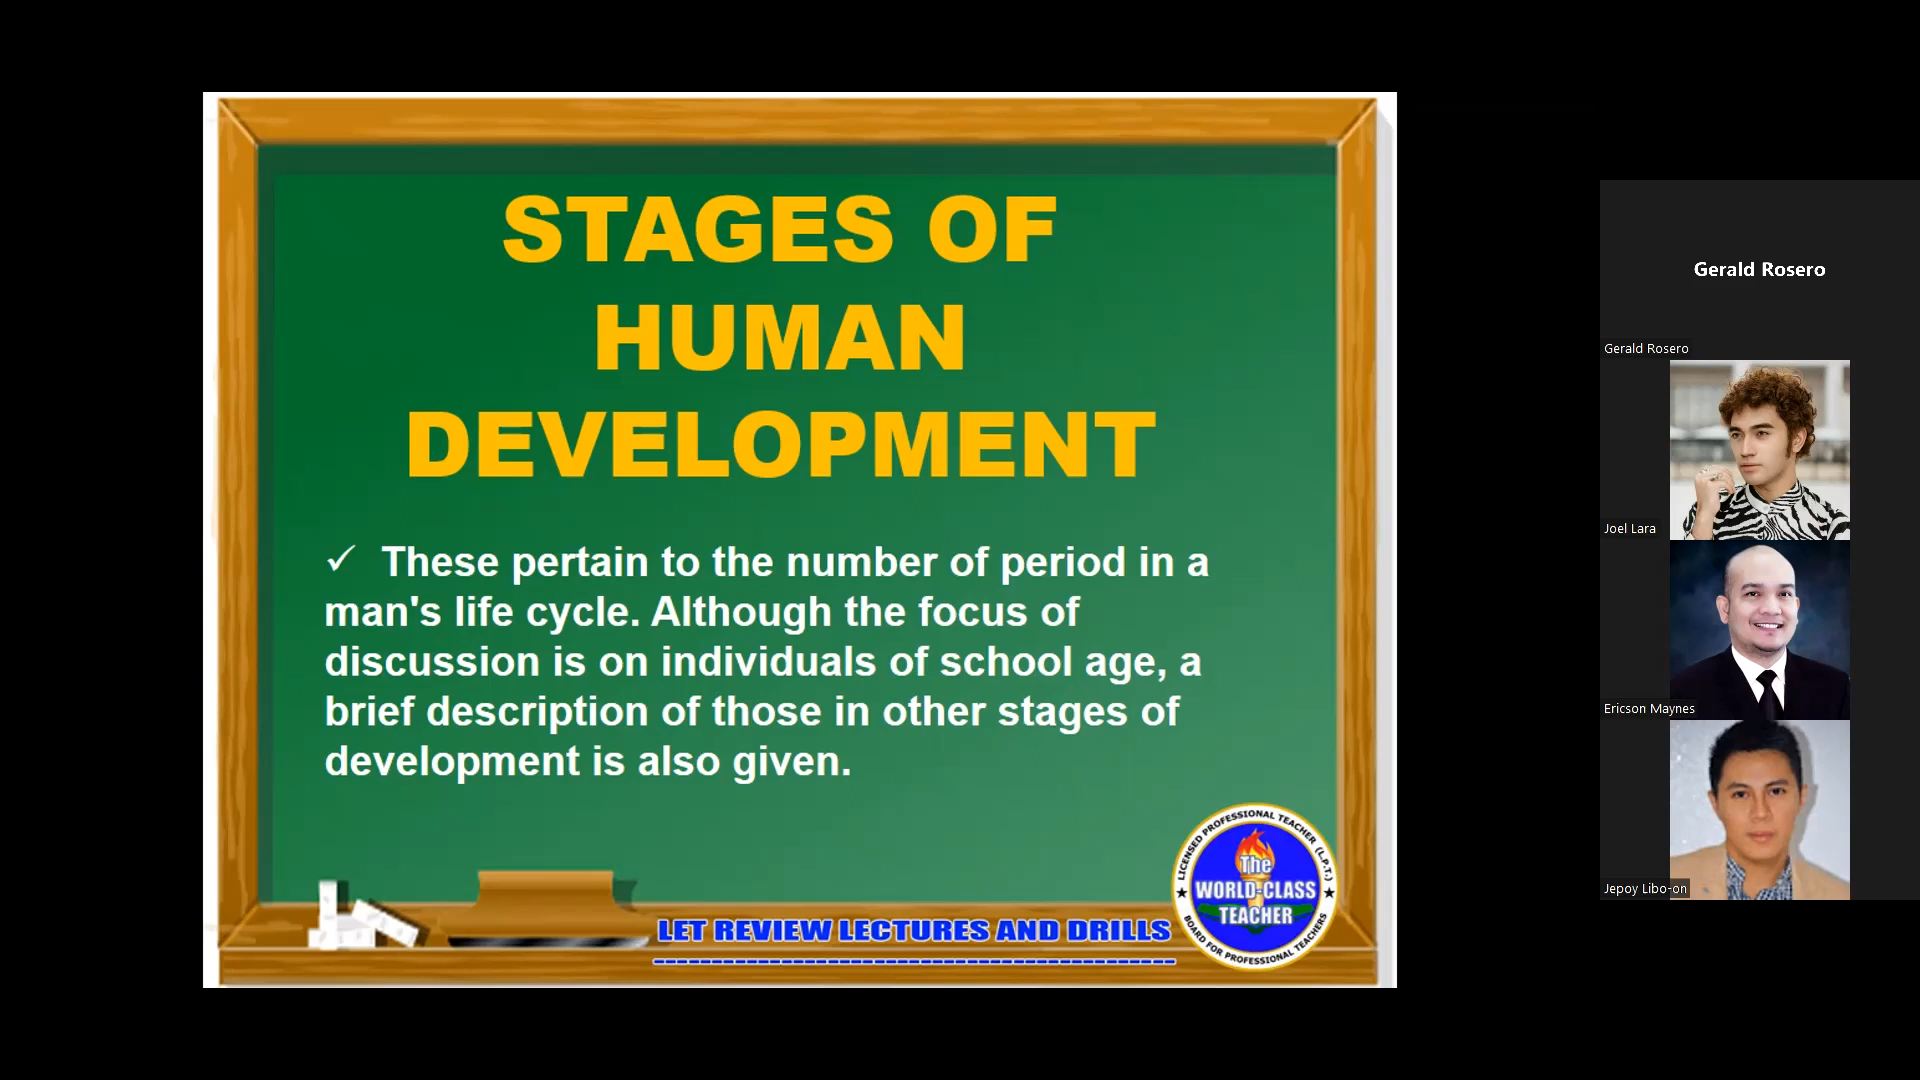 STAGES OF
HUMAN
DEVELOPMENT
✓ These pertain to the number of period in a
man's life cycle. Although the focus of
discussion is on individuals of school age, a
brief description of those in other stages of
development is also given.
LET REVIEW LECTURES AND DRILLS
LICENSED PROFESSIONAL TEACHER (L.P.T.)
The
WORLD-CLASS
TEACHER
BOARD FOR PROFESSIONAL TEACHERS
Gerald Rosero
Gerald Rosero
Joel Lara
Ericson Maynes
Jepoy Libo-on